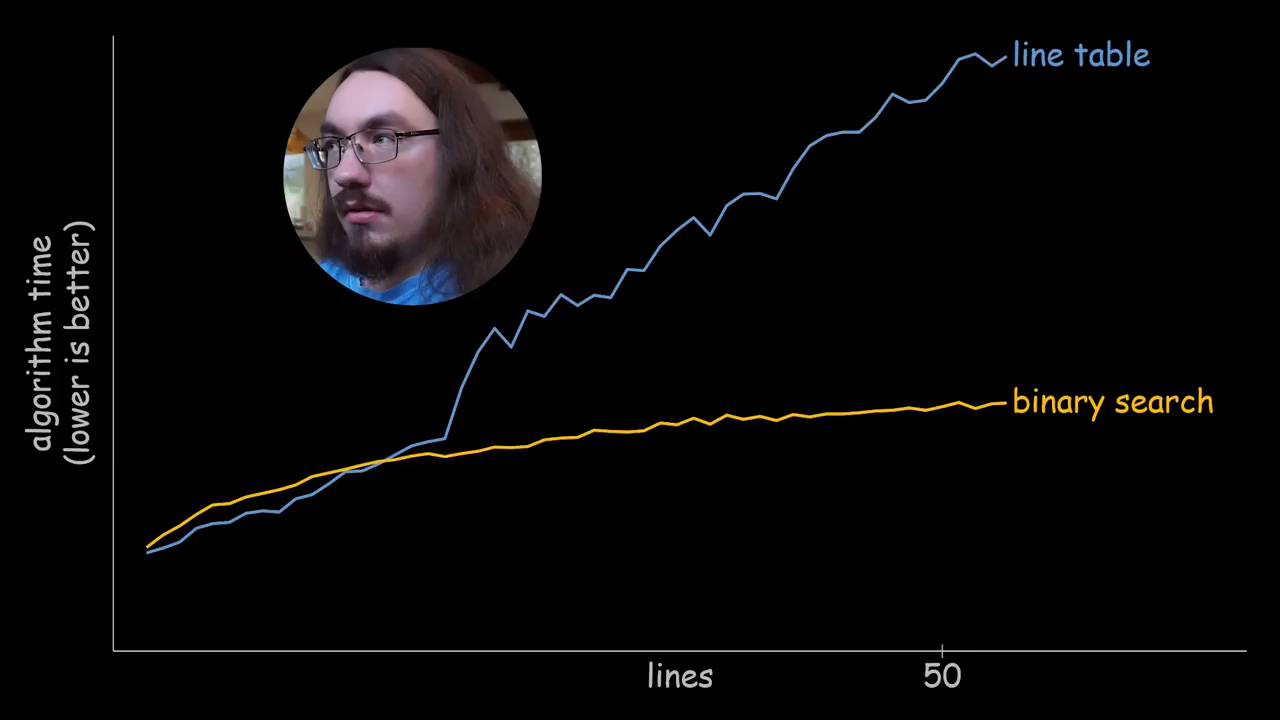 line table
algorithm time
(lower is better)
binary search
lines
50